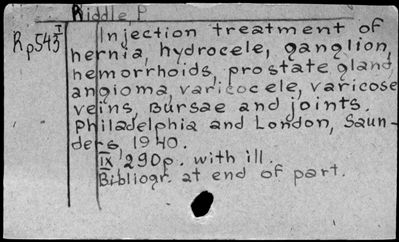 Riddle, P
Rp545 I Injection treatment of
hernia, hydrocele, ganglion,
hemorrhoids, prostate gland
angioma, varicocele, varicose
veins, bursae and joints.
Philadelphia and London, Saun-
ders, 1940.
IX, 290p. with ill.
Bibliogr. at end of part.